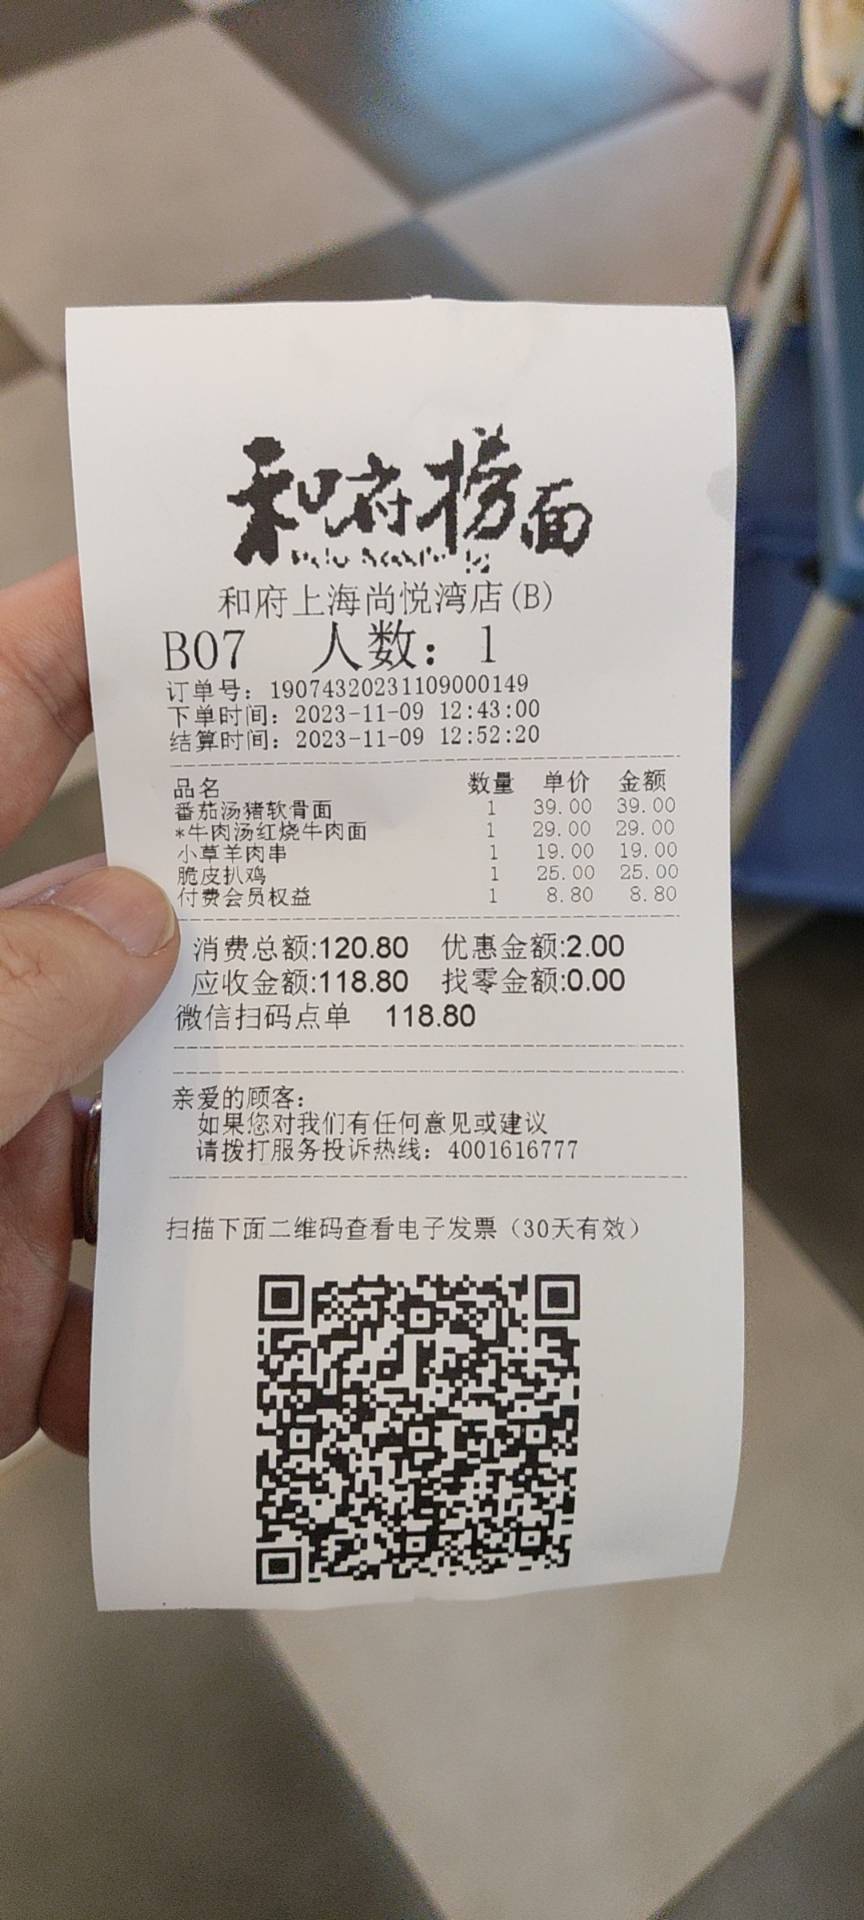 和府捞面
和府上海尚悦湾店(B)
B07 人数：1
订单号：19074320231109000149
下单时间：2023-11-09 12:43:00
结算时间：2023-11-09 12:52:20
品名 数量 单价 金额
番茄汤猪软骨面 1 39.00 39.00
*牛肉汤红烧牛肉面 1 29.00 29.00
小草羊肉串 1 19.00 19.00
脆皮扒鸡 1 25.00 25.00
付费会员权益 1 8.80 8.80
消费总额:120.80 优惠金额:2.00
应收金额:118.80 找零金额:0.00
微信扫码点单 118.80
亲爱的顾客：
如果您对我们有任何意见或建议
请拨打服务投诉热线：4001616777
扫描下面二维码查看电子发票（30天有效）